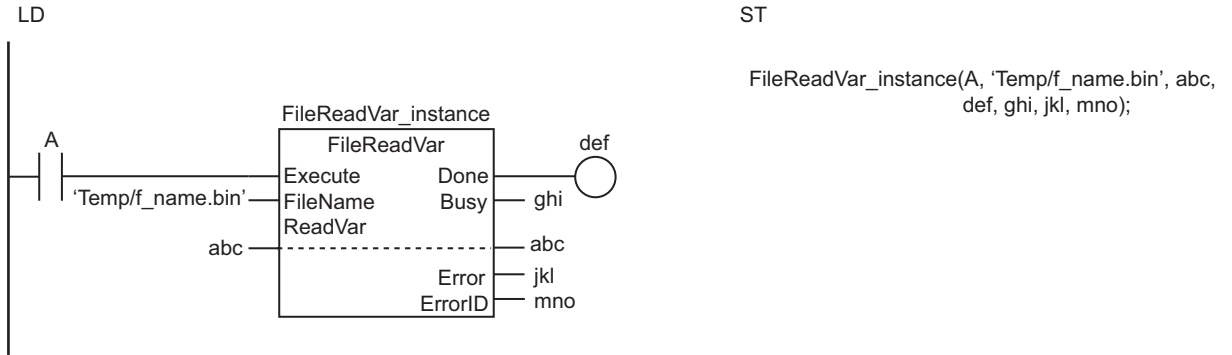 LD
ST
FileReadVar_instance(A, ‘Temp/f_name.bin’, abc,
def, ghi, jkl, mno);
FileReadVar_instance
A
FileReadVar
def
Execute
Done
‘Temp/f_name.bin’
FileName
Busy
ghi
ReadVar
abc
abc
Error
jkl
ErrorID
mno